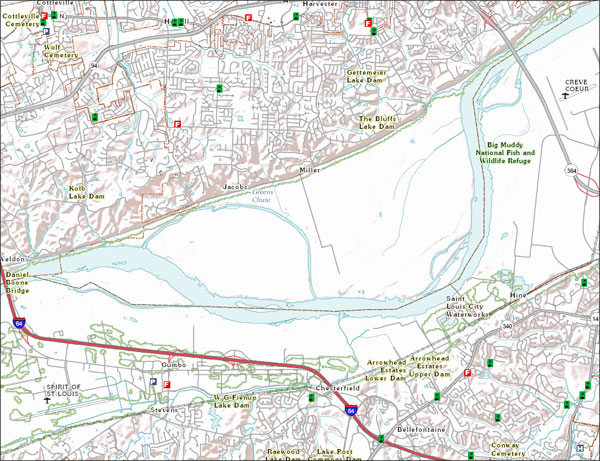 Cottleville
Cottleville
Cemetery
N
Harvester
Wolf
Cemetery
94
Gettemeier
Lake Dam
CREVE
COEUR
The Bluffs
Lake Dam
Big Muddy
National Fish and
Wildlife Refuge
Miller
364
Jacobs
Greens
Chute
Kolb
Lake Dam
Weldon
Daniel
Boone
Bridge
Saint
Louis City
Waterworks
Hine
64
340
Gumbo
Arrowhead
Estates
Lower Dam
Arrowhead
Estates
Upper Dam
SPIRIT OF
ST LOUIS
Chesterfield
W G Fienup
Lake Dam
Stevens
64
Bellefontaine
Conway
Cemetery
Raewood
Lake Dam
Lake Post
Commons Dam